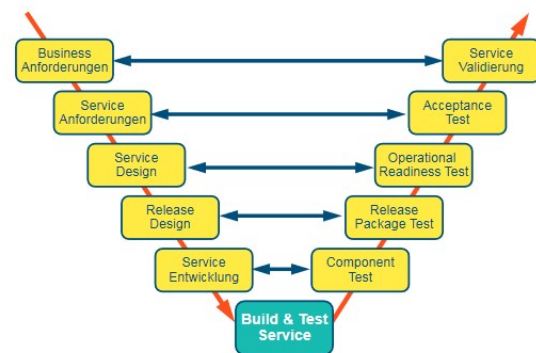 Business
Anforderungen
Service
Validierung
Service
Anforderungen
Acceptance
Test
Service
Design
Operational
Readiness Test
Release
Design
Release
Package Test
Service
Entwicklung
Component
Test
Build & Test
Service